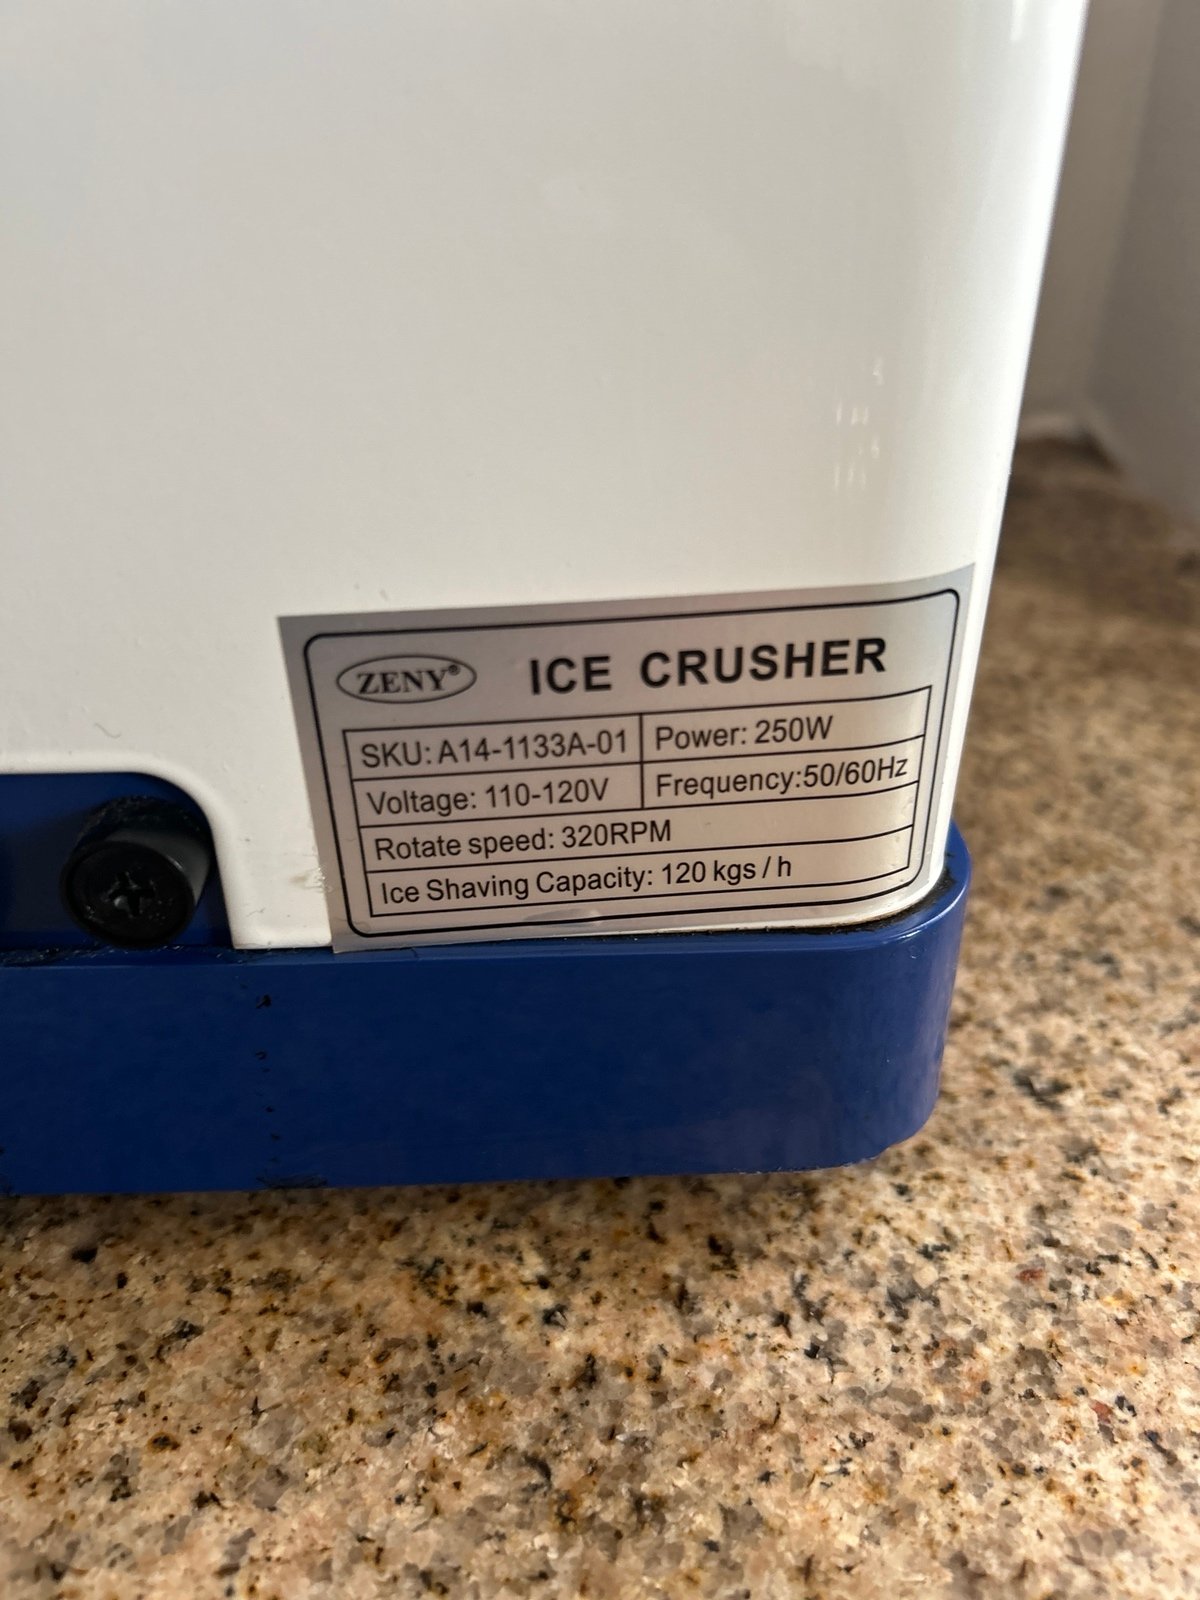 ZENY® ICE CRUSHER
SKU: A14-1133A-01 Power: 250W
Voltage: 110-120V Frequency:50/60Hz
Rotate speed: 320RPM
Ice Shaving Capacity: 120 kgs / h